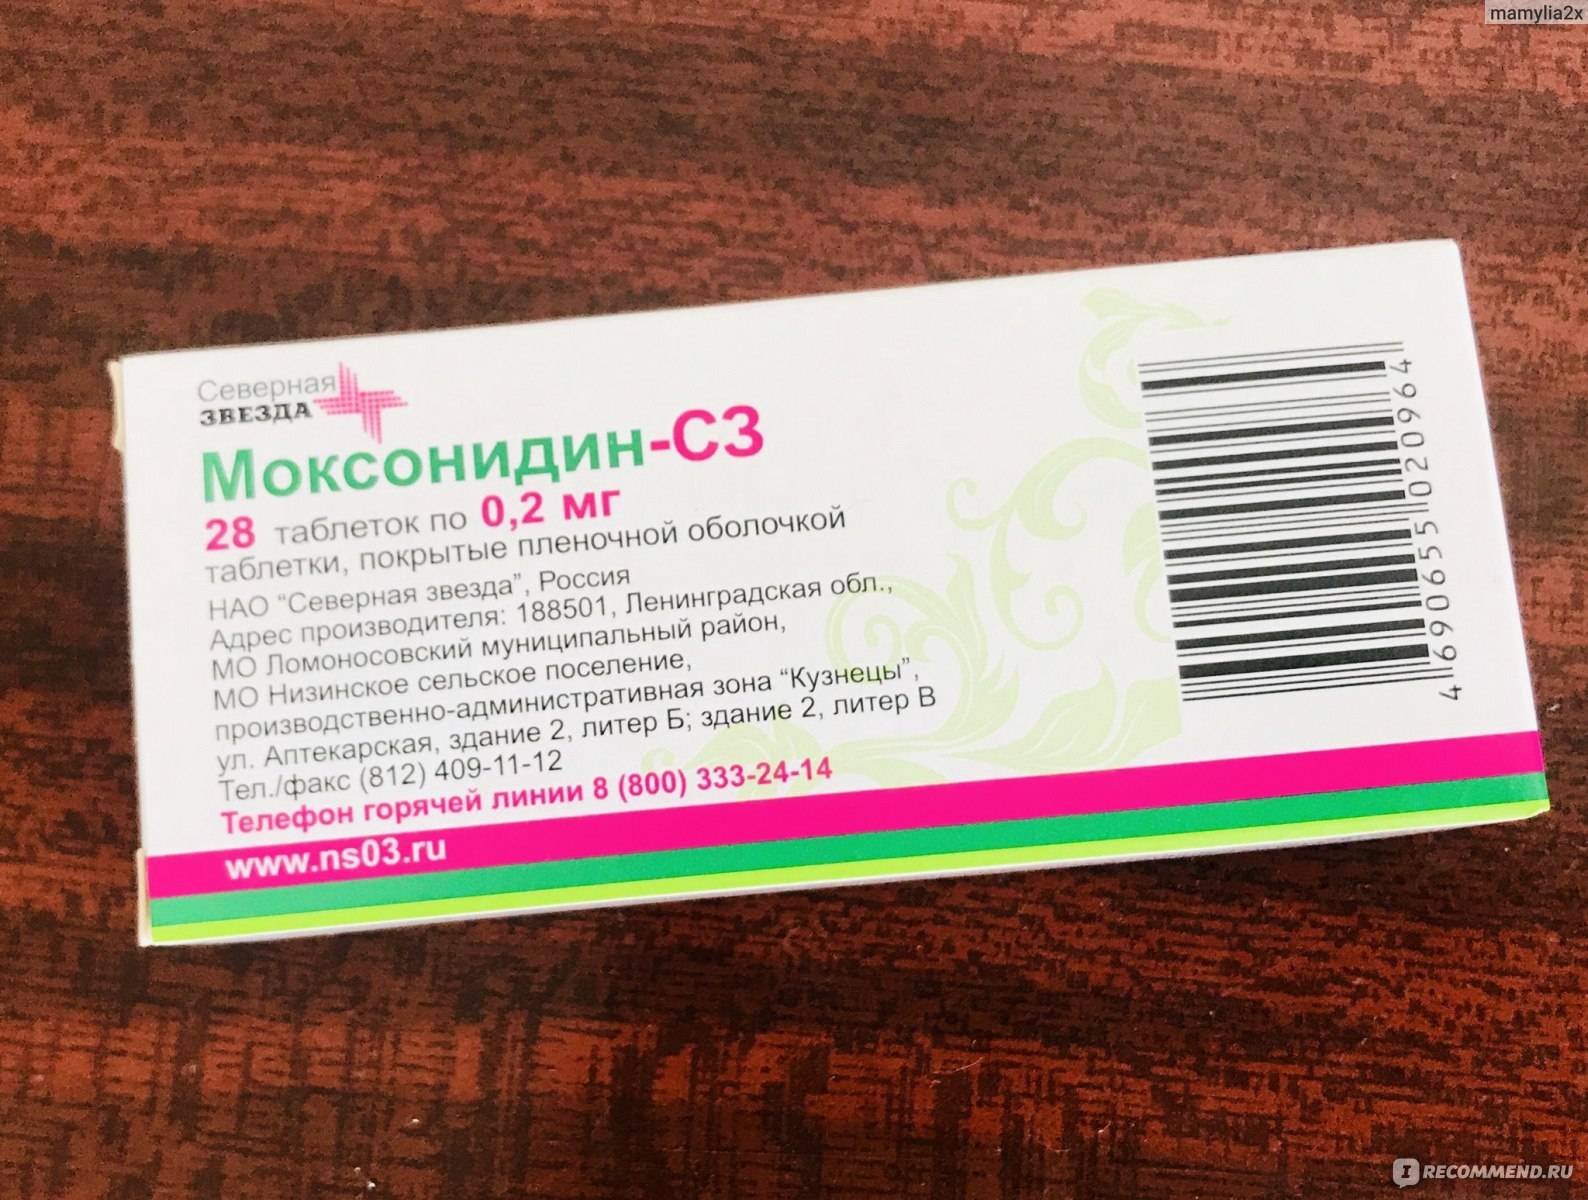 mamylia2x
Северная
ЗВЕЗДА
Моксонидин-СЗ
28 таблеток по 0,2 мг
таблетки, покрытые пленочной оболочкой
НАО “Северная звезда”, Россия
Адрес производителя: 188501, Ленинградская обл.,
МО Ломоносовский муниципальный район,
МО Низинское сельское поселение,
производственно-административная зона “Кузнецы”,
ул. Аптекарская, здание 2, литер Б; здание 2, литер В
Тел./факс (812) 409-11-12
Телефон горячей линии 8 (800) 333-24-14
www.ns03.ru
4 690655 020964
I RECOMMEND.RU